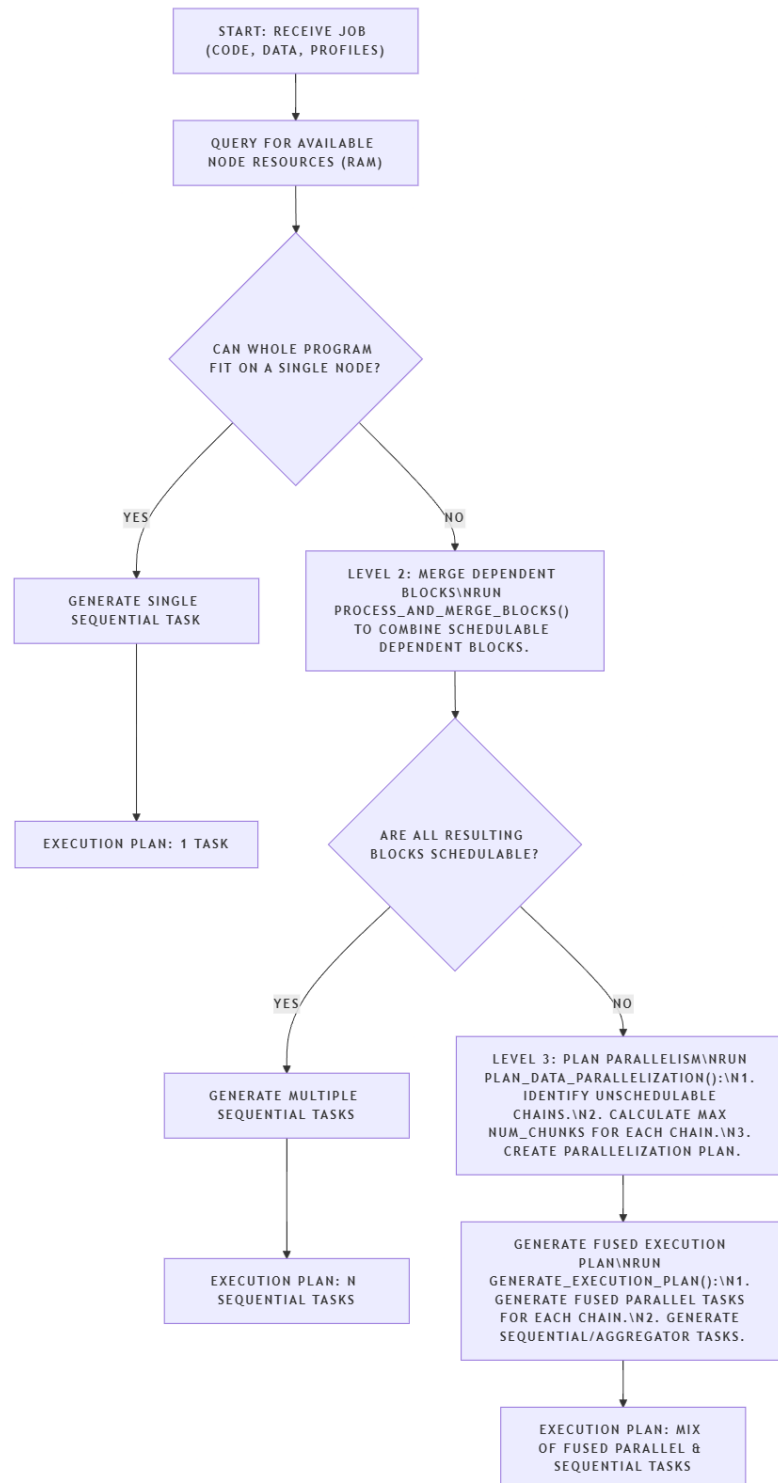 START: RECEIVE JOB
(CODE, DATA, PROFILES)
QUERY FOR AVAILABLE
NODE RESOURCES (RAM)
CAN WHOLE PROGRAM
FIT ON A SINGLE NODE?
YES
NO
GENERATE SINGLE
SEQUENTIAL TASK
LEVEL 2: MERGE DEPENDENT
BLOCKS\NRUN
PROCESS_AND_MERGE_BLOCKS()
TO COMBINE SCHEDULABLE
DEPENDENT BLOCKS.
EXECUTION PLAN: 1 TASK
ARE ALL RESULTING
BLOCKS SCHEDULABLE?
YES
NO
GENERATE MULTIPLE
SEQUENTIAL TASKS
LEVEL 3: PLAN PARALLELISM\NRUN
PLAN_DATA_PARALLELIZATION():\N1.
IDENTIFY UNSCHEDULABLE
CHAINS.\N2. CALCULATE MAX
NUM_CHUNKS FOR EACH CHAIN.\N3.
CREATE PARALLELIZATION PLAN.
EXECUTION PLAN: N
SEQUENTIAL TASKS
GENERATE FUSED EXECUTION
PLAN\NRUN
GENERATE_EXECUTION_PLAN():\N1.
GENERATE FUSED PARALLEL TASKS
FOR EACH CHAIN.\N2. GENERATE
SEQUENTIAL/AGGREGATOR TASKS.
EXECUTION PLAN: MIX
OF FUSED PARALLEL &
SEQUENTIAL TASKS